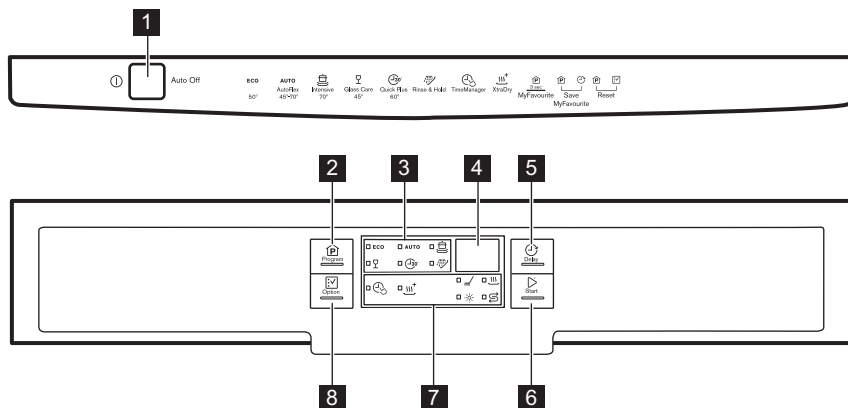 1
Auto Off
ECO
50°
AUTO
AutoFlex
45°-70°
Intensive
70°
Glass Care
45°
30'
Quick Plus
60°
Rinse & Hold
TimeManager
XtraDry
P
3 sec.
MyFavourite
P
Save
MyFavourite
P
Reset
2
3
4
5
P
Program
ECO
AUTO
30'
Delay
Option
Start
8
7
6